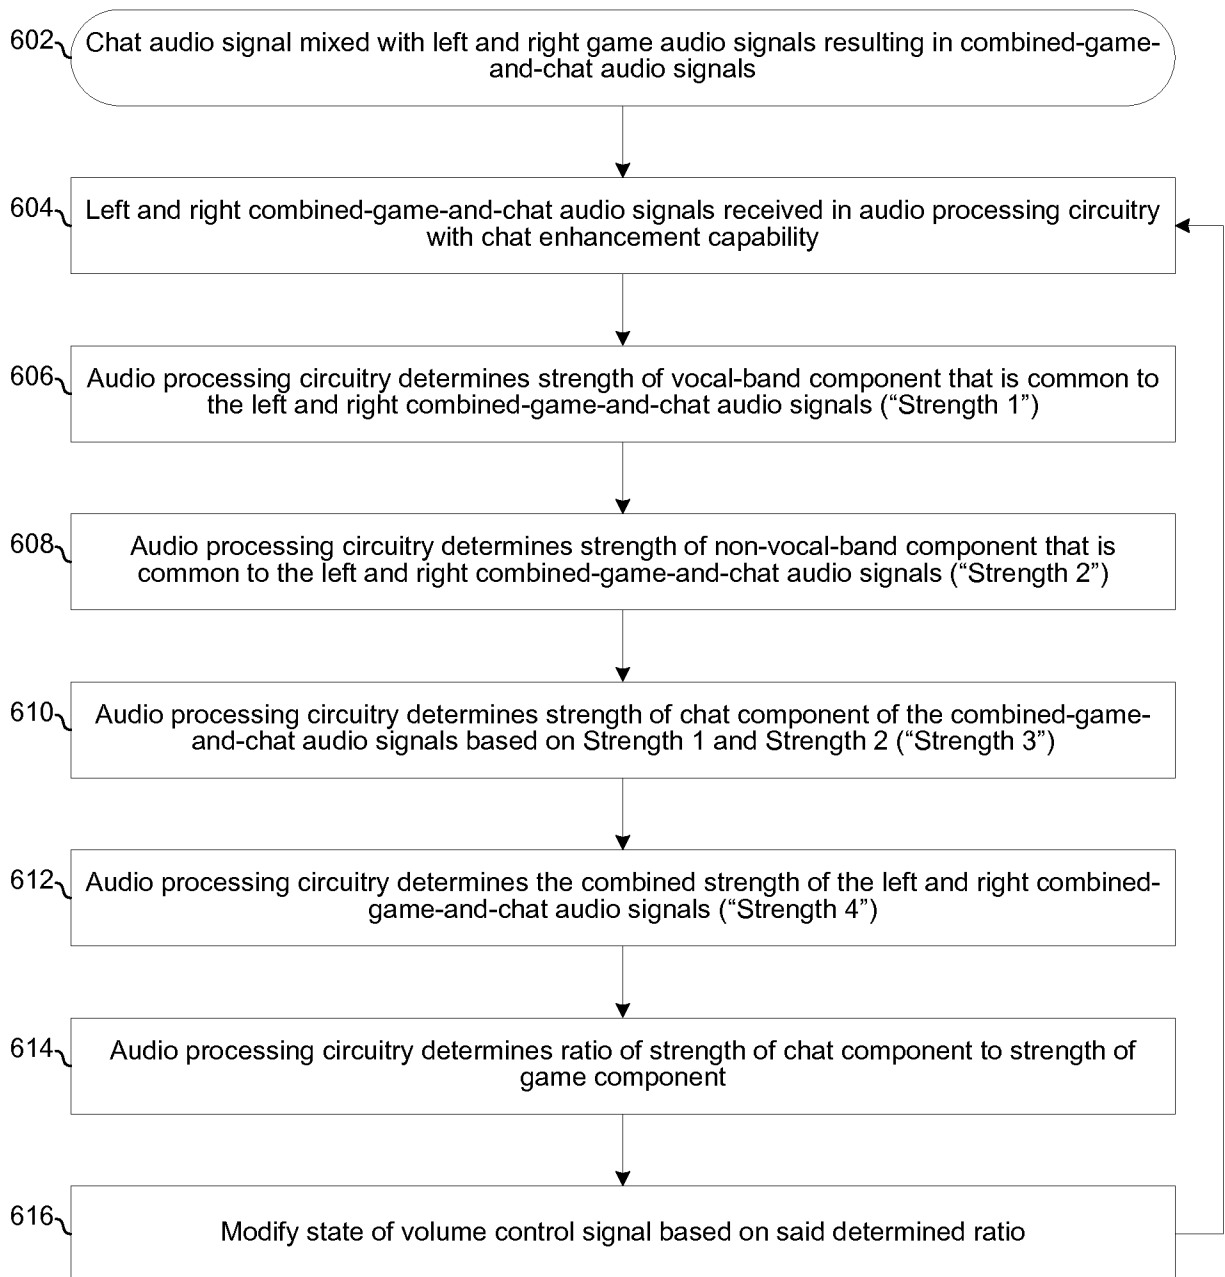 602
Chat audio signal mixed with left and right game audio signals resulting in combined-game-
and-chat audio signals
604
Left and right combined-game-and-chat audio signals received in audio processing circuitry
with chat enhancement capability
606
Audio processing circuitry determines strength of vocal-band component that is common to
the left and right combined-game-and-chat audio signals (“Strength 1”)
608
Audio processing circuitry determines strength of non-vocal-band component that is
common to the left and right combined-game-and-chat audio signals (“Strength 2”)
610
Audio processing circuitry determines strength of chat component of the combined-game-
and-chat audio signals based on Strength 1 and Strength 2 (“Strength 3”)
612
Audio processing circuitry determines the combined strength of the left and right combined-
game-and-chat audio signals (“Strength 4”)
614
Audio processing circuitry determines ratio of strength of chat component to strength of
game component
616
Modify state of volume control signal based on said determined ratio